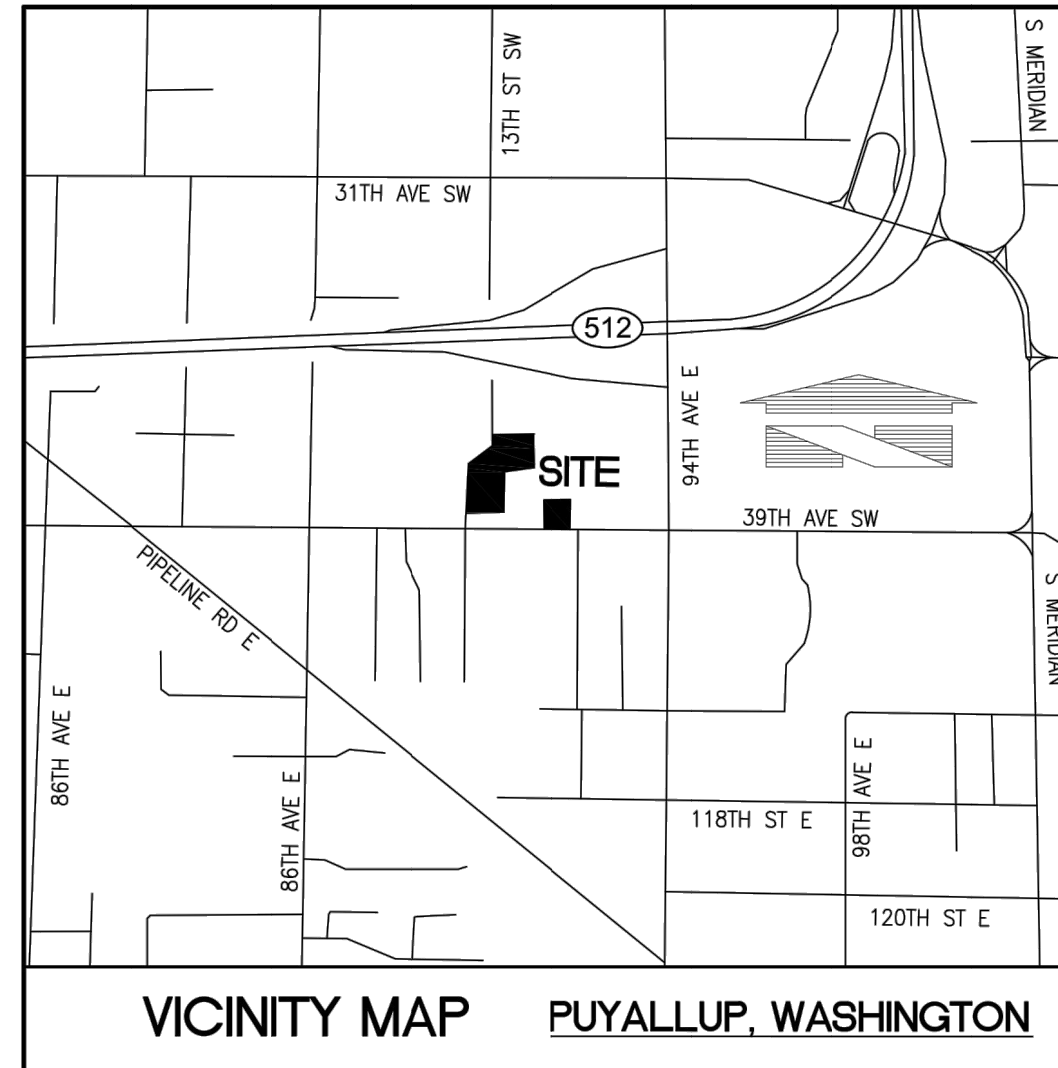 S MERIDIAN
13TH ST SW
31TH AVE SW
512
94TH AVE E
SITE
39TH AVE SW
PIPELINE RD E
S MERIDIAN
86TH AVE E
86TH AVE E
98TH AVE E
118TH ST E
120TH ST E
VICINITY MAP
PUYALLUP, WASHINGTON